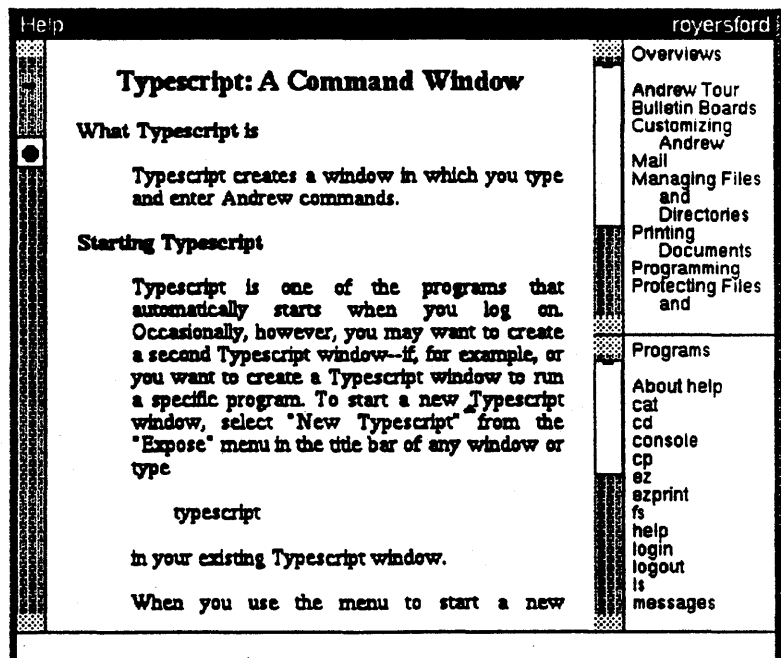 Help royersford
Typescript: A Command Window
What Typescript is
Typescript creates a window in which you type
and enter Andrew commands.
Starting Typescript
Typescript is one of the programs that
automatically starts when you log on.
Occasionally, however, you may want to create
a second Typescript window--if, for example, or
you want to create a Typescript window to run
a specific program. To start a new Typescript
window, select "New Typescript" from the
"Expose" menu in the title bar of any window or
type
typescript
in your existing Typescript window.
When you use the menu to start a new
Overviews
Andrew Tour
Bulletin Boards
Customizing
Andrew
Mail
Managing Files
and
Directories
Printing
Documents
Programming
Protecting Files
and
Programs
About help
cat
cd
console
cp
ez
ezprint
fs
help
login
logout
ls
messages